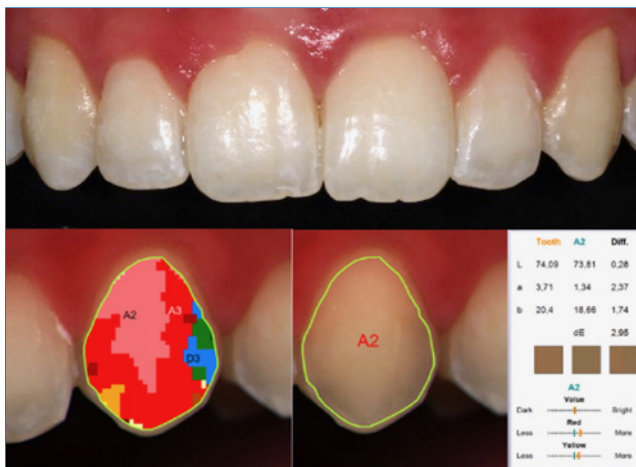 A2
A3
D3
A2
Tooth A2 Diff.
L 74,09 73,81 0,28
a 3,71 1,34 2,37
b 20,4 18,66 1,74
dE 2,95
A2
Value
Dark Bright
Red
Less More
Yellow
Less More